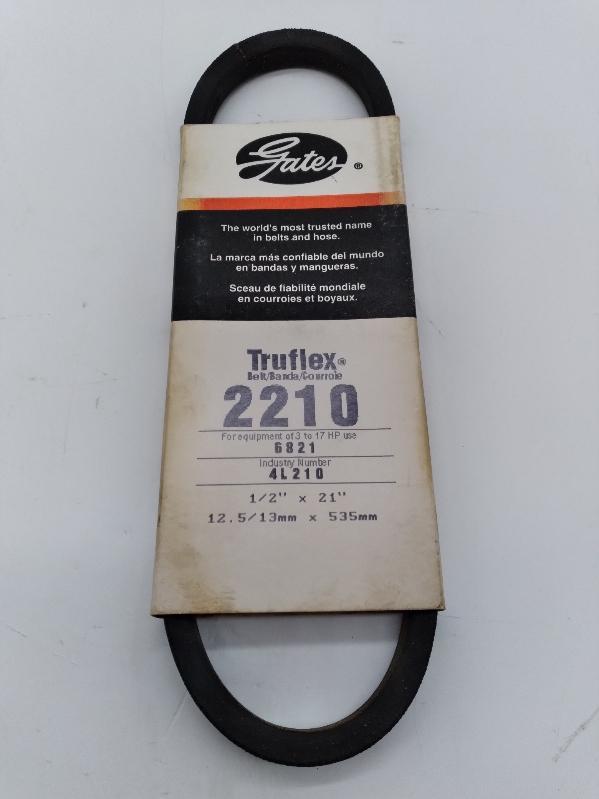 Gates ®
The world's most trusted name
in belts and hose.
La marca más confiable del mundo
en bandas y mangueras.
Sceau de fiabilité mondiale
en courroies et boyaux.
Truflex®
Belt/Banda/Courroie
2210
For equipment of 3 to 17 HP use
6821
Industry Number
4L210
1/2" x 21"
12.5/13mm x 535mm